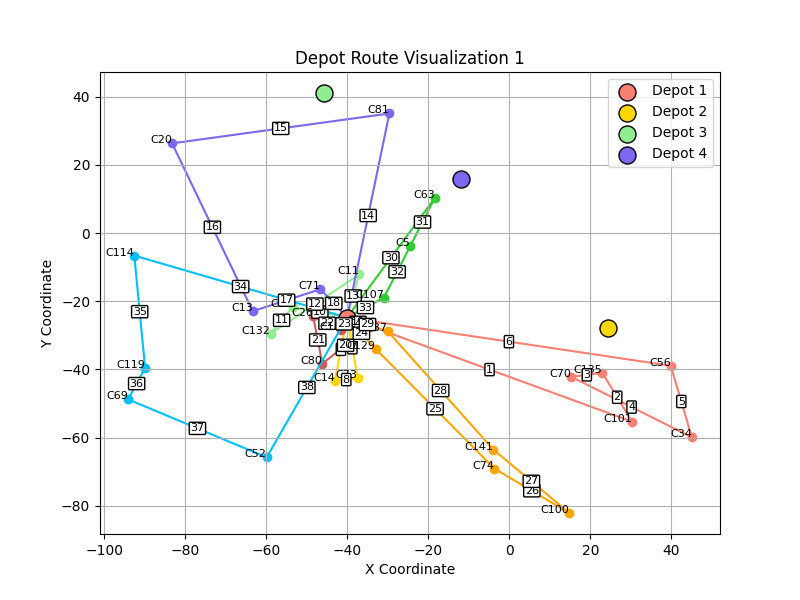 Depot Route Visualization 1
Depot 1
Depot 2
Depot 3
Depot 4
Y Coordinate
40
20
0
−20
−40
−60
−80
−100
−80
−60
−40
−20
0
20
40
X Coordinate
C81
C20
15
14
16
C63
31
C5
30
32
C114
C11
C71
C107
34
13
17
12
18
33
C13
35
11
C132
22
23
29
24
21
20
C129
6
C80
C14
8
C119
36
38
C69
37
C52
1
28
25
C70
3
C135
C56
2
4
5
C101
C34
C141
C74
27
26
C100